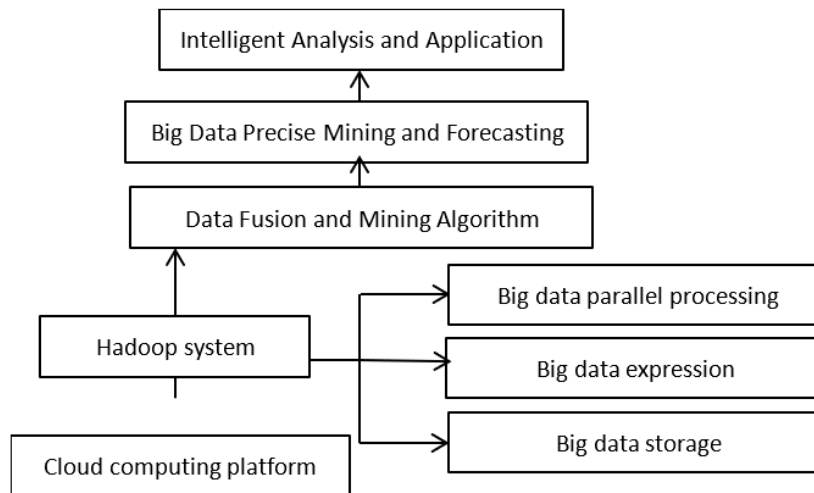 Intelligent Analysis and Application
Big Data Precise Mining and Forecasting
Data Fusion and Mining Algorithm
Big data parallel processing
Hadoop system
Big data expression
Big data storage
Cloud computing platform